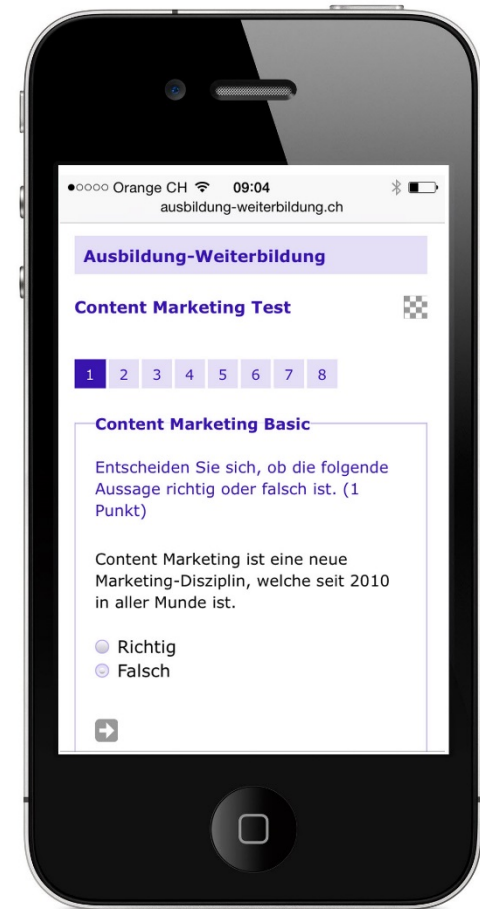 Orange CH 09:04
ausbildung-weiterbildung.ch
Ausbildung-Weiterbildung
Content Marketing Test
1 2 3 4 5 6 7 8
Content Marketing Basic
Entscheiden Sie sich, ob die folgende
Aussage richtig oder falsch ist. (1
Punkt)
Content Marketing ist eine neue
Marketing-Disziplin, welche seit 2010
in aller Munde ist.
Richtig
Falsch